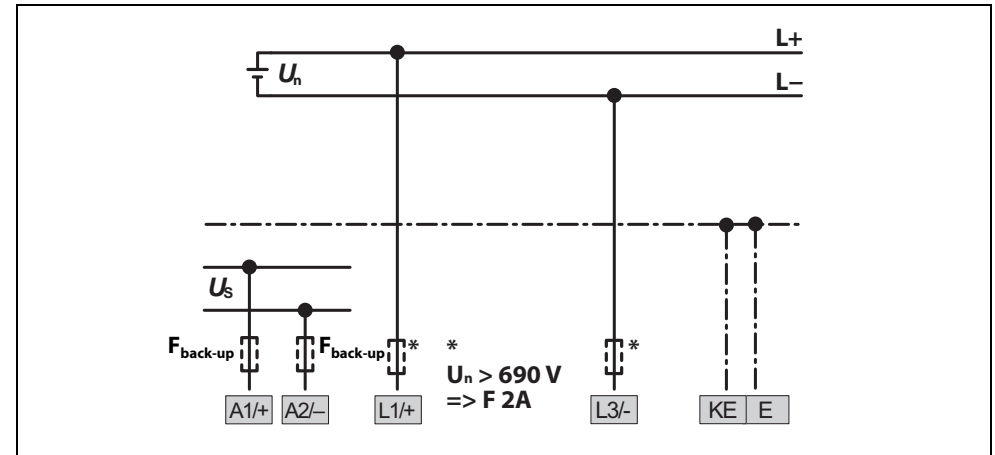 L+
Un
L–
US
Fback-up
Fback-up
*
*
*
Un > 690 V
=> F 2A
A1/+
A2/–
L1/+
L3/-
KE
E